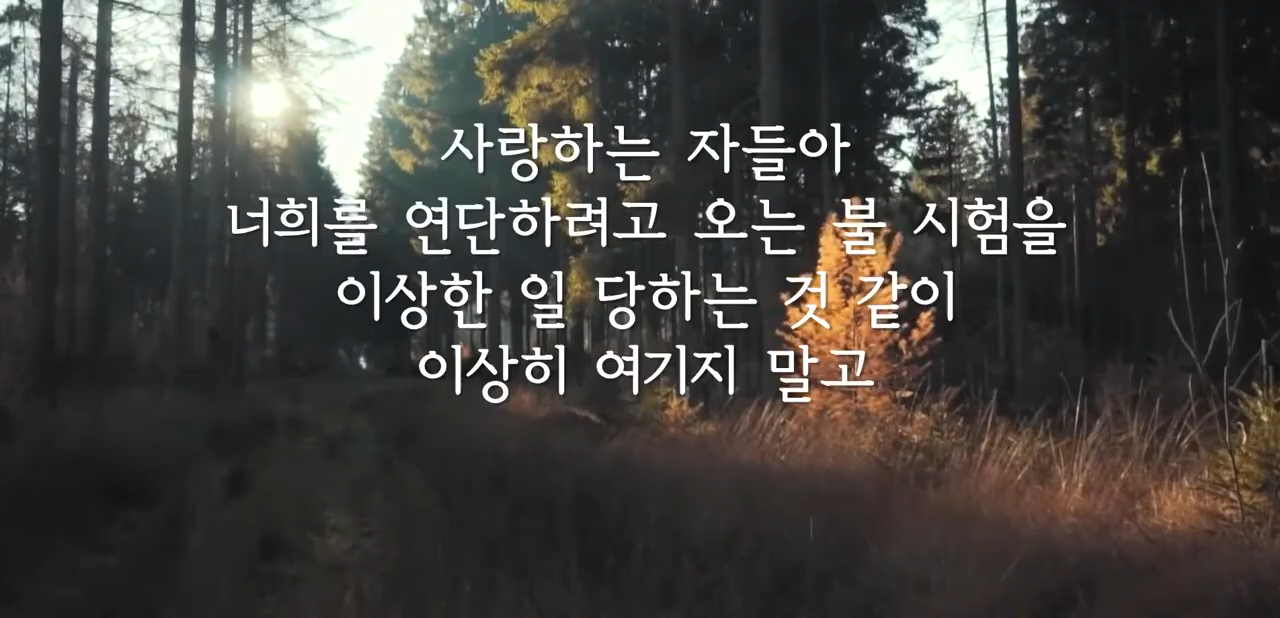 사랑하는 자들아
너희를 연단하려고 오는 불 시험을
이상한 일 당하는 것 같이
이상히 여기지 말고